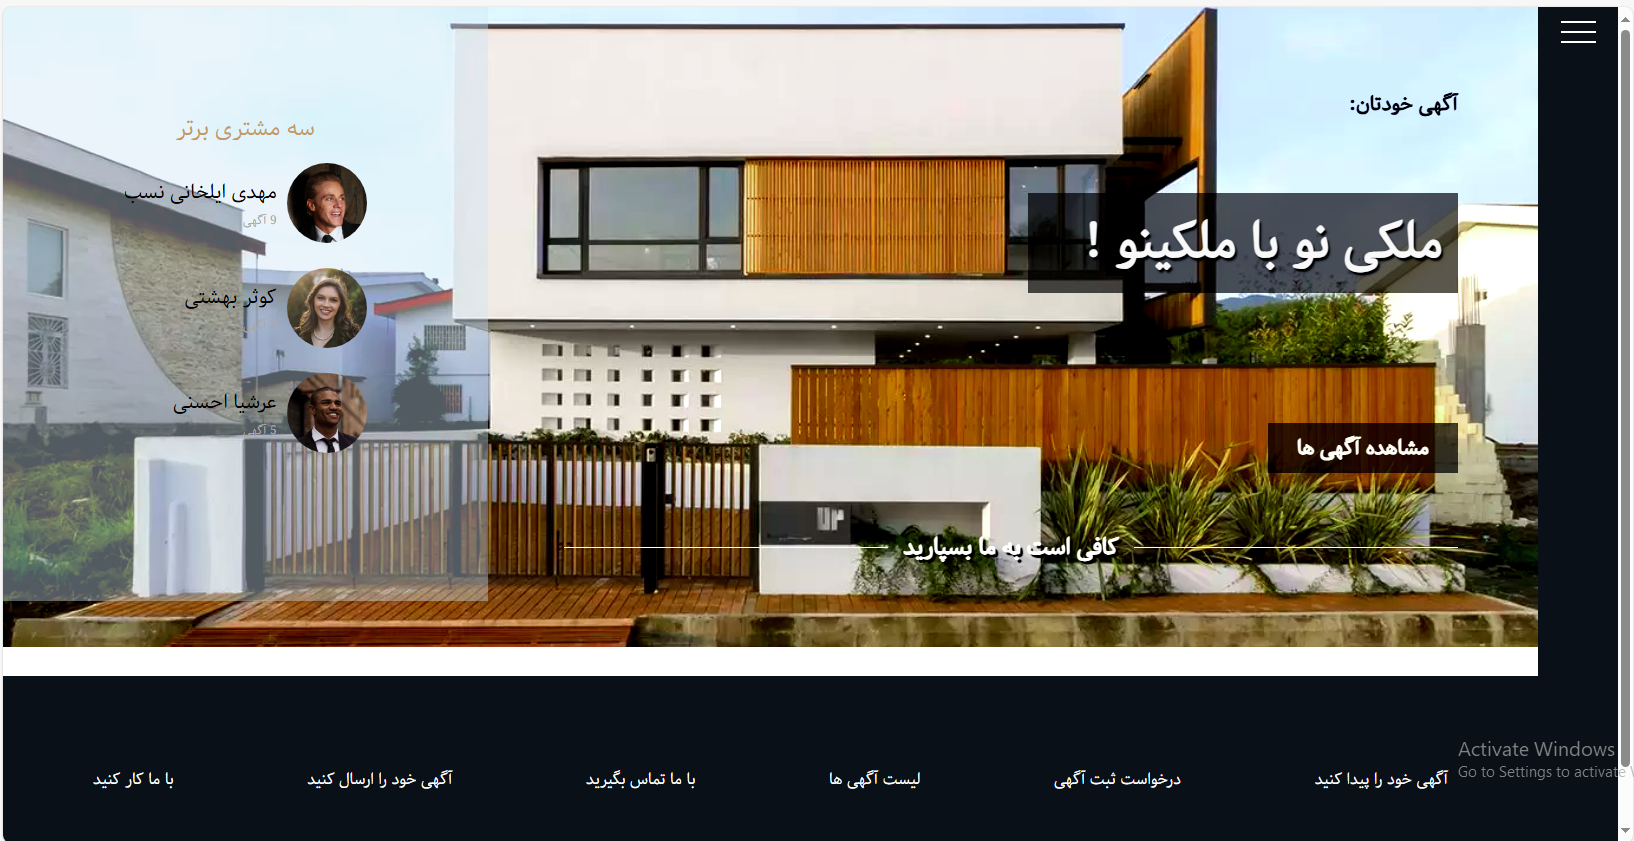 آگهی خودتان:
ملکی نو با ملکینو !
مشاهده آگهی ها
کافی است به ما بسپارید
سه مشتری برتر
مهدی ایلخانی نسب
9 آگهی
کوثر بهشتی
عرشیا احسنی
5 آگهی
آگهی خود را پیدا کنید
درخواست ثبت آگهی
لیست آگهی ها
با ما تماس بگیرید
آگهی خود را ارسال کنید
با ما کار کنید
Activate Windows
Go to Settings to activate